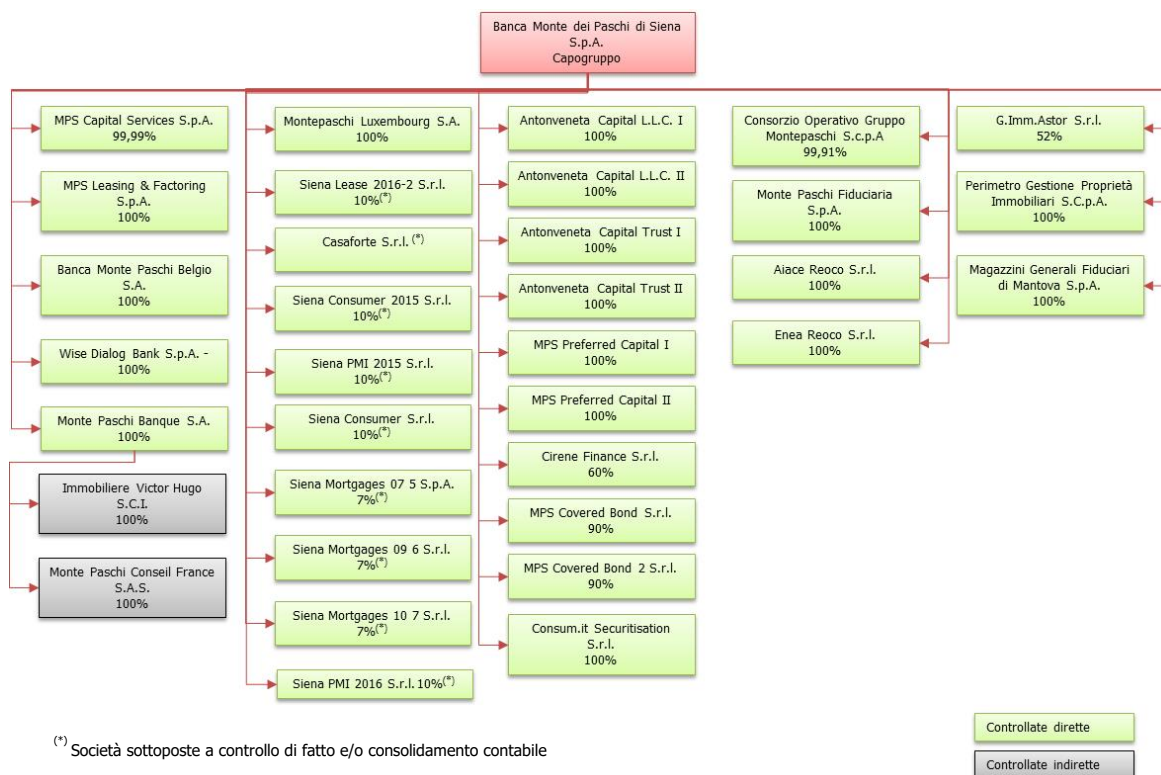 Banca Monte dei Paschi di Siena
S.p.A.
Capogruppo
MPS Capital Services S.p.A.
99,99%
MPS Leasing & Factoring
S.p.A.
100%
Banca Monte Paschi Belgio
S.A.
100%
Wise Dialog Bank S.p.A. -
100%
Monte Paschi Banque S.A.
100%
Immobiliere Victor Hugo
S.C.I.
100%
Monte Paschi Conseil France
S.A.S.
100%
Montepaschi Luxembourg S.A.
100%
Siena Lease 2016-2 S.r.l.
10%(*)
Casaforte S.r.l. (*)
Siena Consumer 2015 S.r.l.
10%(*)
Siena PMI 2015 S.r.l.
10%(*)
Siena Consumer S.r.l.
10%(*)
Siena Mortgages 07 5 S.p.A.
7%(*)
Siena Mortgages 09 6 S.r.l.
7%(*)
Siena Mortgages 10 7 S.r.l.
7%(*)
Siena PMI 2016 S.r.l. 10%(*)
Antonveneta Capital L.L.C. I
100%
Antonveneta Capital L.L.C. II
100%
Antonveneta Capital Trust I
100%
Antonveneta Capital Trust II
100%
MPS Preferred Capital I
100%
MPS Preferred Capital II
100%
Cirene Finance S.r.l.
60%
MPS Covered Bond S.r.l.
90%
MPS Covered Bond 2 S.r.l.
90%
Consum.it Securitisation
S.r.l.
100%
Consorzio Operativo Gruppo
Montepaschi S.c.p.A
99,91%
Monte Paschi Fiduciaria
S.p.A.
100%
Aiace Reoco S.r.l.
100%
Enea Reoco S.r.l.
100%
G.Imm.Astor S.r.l.
52%
Perimetro Gestione Proprietà
Immobiliari S.C.p.A.
100%
Magazzini Generali Fiduciari
di Mantova S.p.A.
100%
(*) Società sottoposte a controllo di fatto e/o consolidamento contabile
Controllate dirette
Controllate indirette